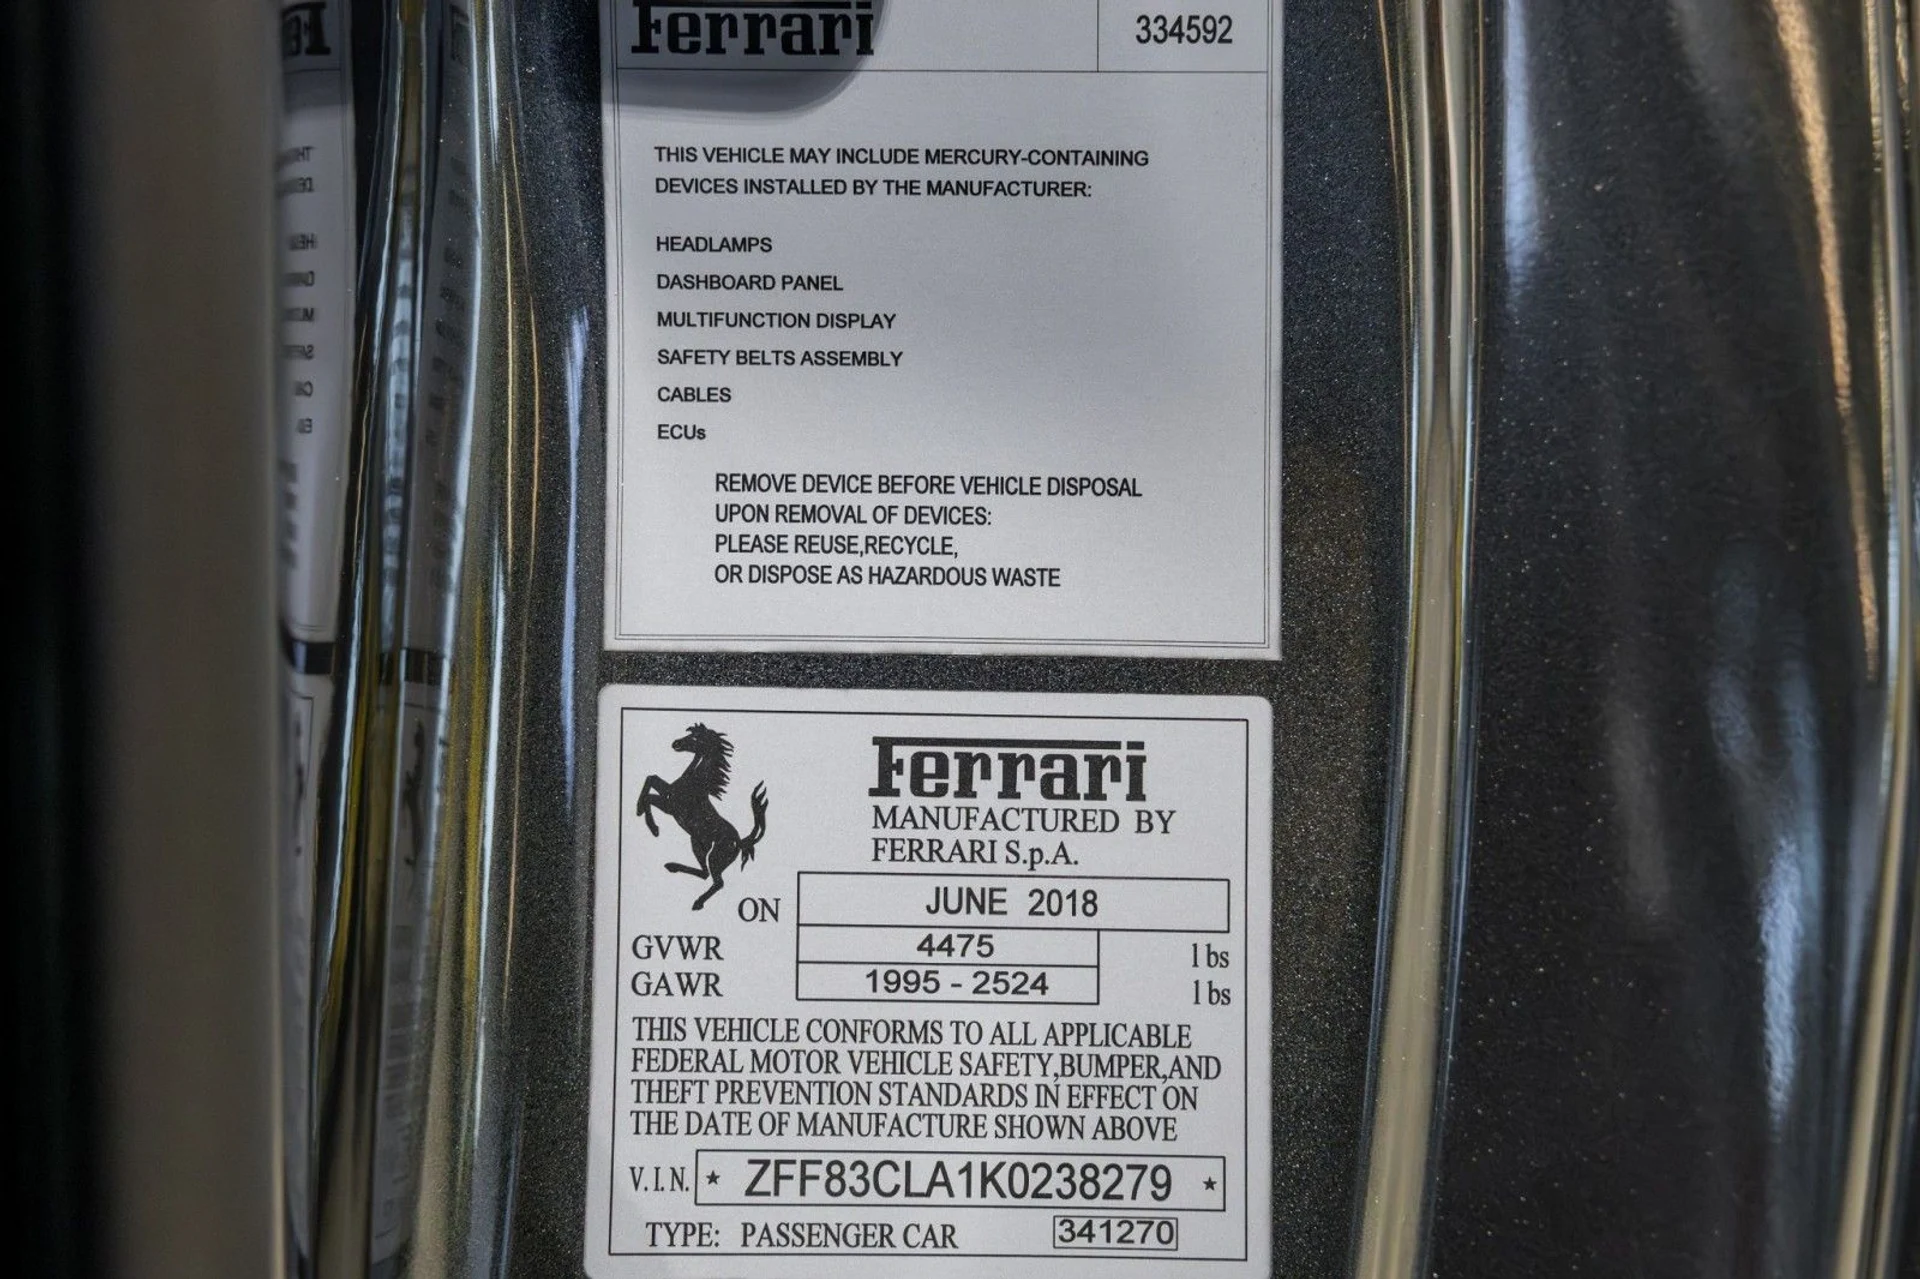 Ferrari 334592
THIS VEHICLE MAY INCLUDE MERCURY-CONTAINING
DEVICES INSTALLED BY THE MANUFACTURER:
HEADLAMPS
DASHBOARD PANEL
MULTIFUNCTION DISPLAY
SAFETY BELTS ASSEMBLY
CABLES
ECUs
REMOVE DEVICE BEFORE VEHICLE DISPOSAL
UPON REMOVAL OF DEVICES:
PLEASE REUSE,RECYCLE,
OR DISPOSE AS HAZARDOUS WASTE
Ferrari
MANUFACTURED BY
FERRARI S.p.A.
ON JUNE 2018
GVWR 4475 lbs
GAWR 1995 - 2524 lbs
THIS VEHICLE CONFORMS TO ALL APPLICABLE
FEDERAL MOTOR VEHICLE SAFETY,BUMPER,AND
THEFT PREVENTION STANDARDS IN EFFECT ON
THE DATE OF MANUFACTURE SHOWN ABOVE
V.I.N. * ZFF83CLA1K0238279 *
TYPE: PASSENGER CAR 341270